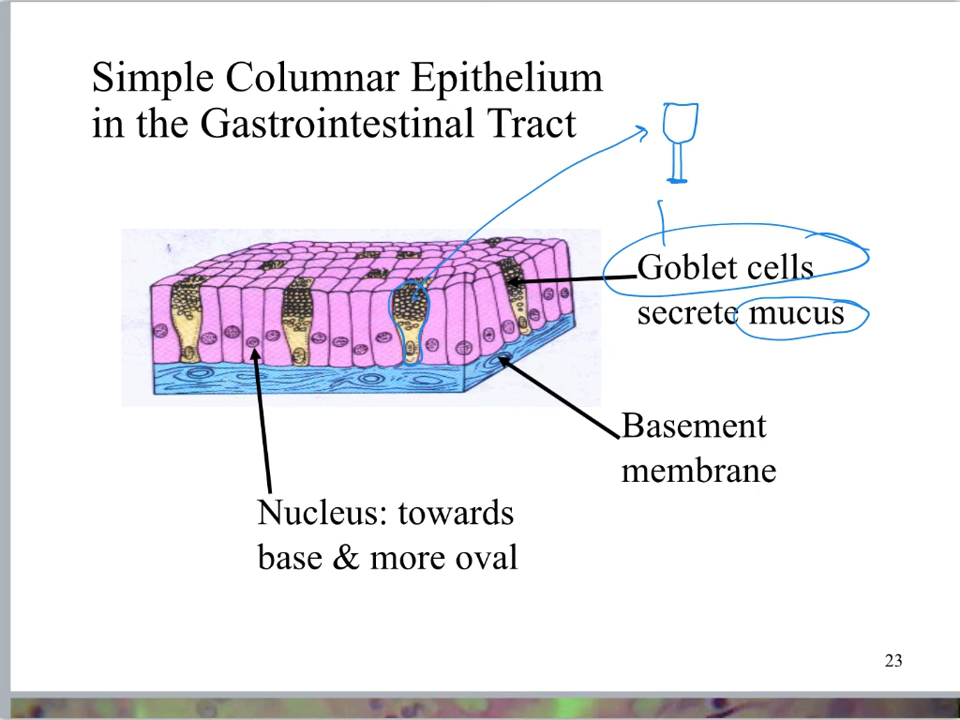 Simple Columnar Epithelium
in the Gastrointestinal Tract
Goblet cells
secrete mucus
Basement
membrane
Nucleus: towards
base & more oval
23